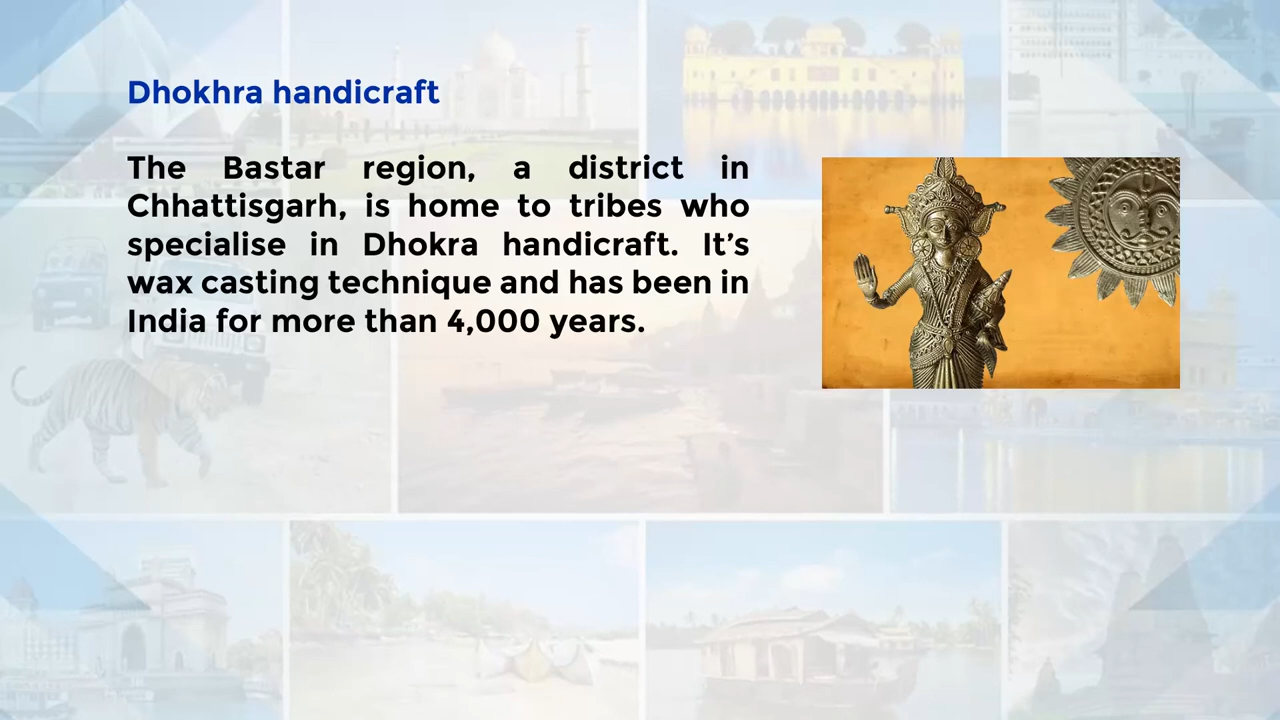 Dhokhra handicraft
The Bastar region, a district in
Chhattisgarh, is home to tribes who
specialise in Dhokra handicraft. It’s
wax casting technique and has been in
India for more than 4,000 years.